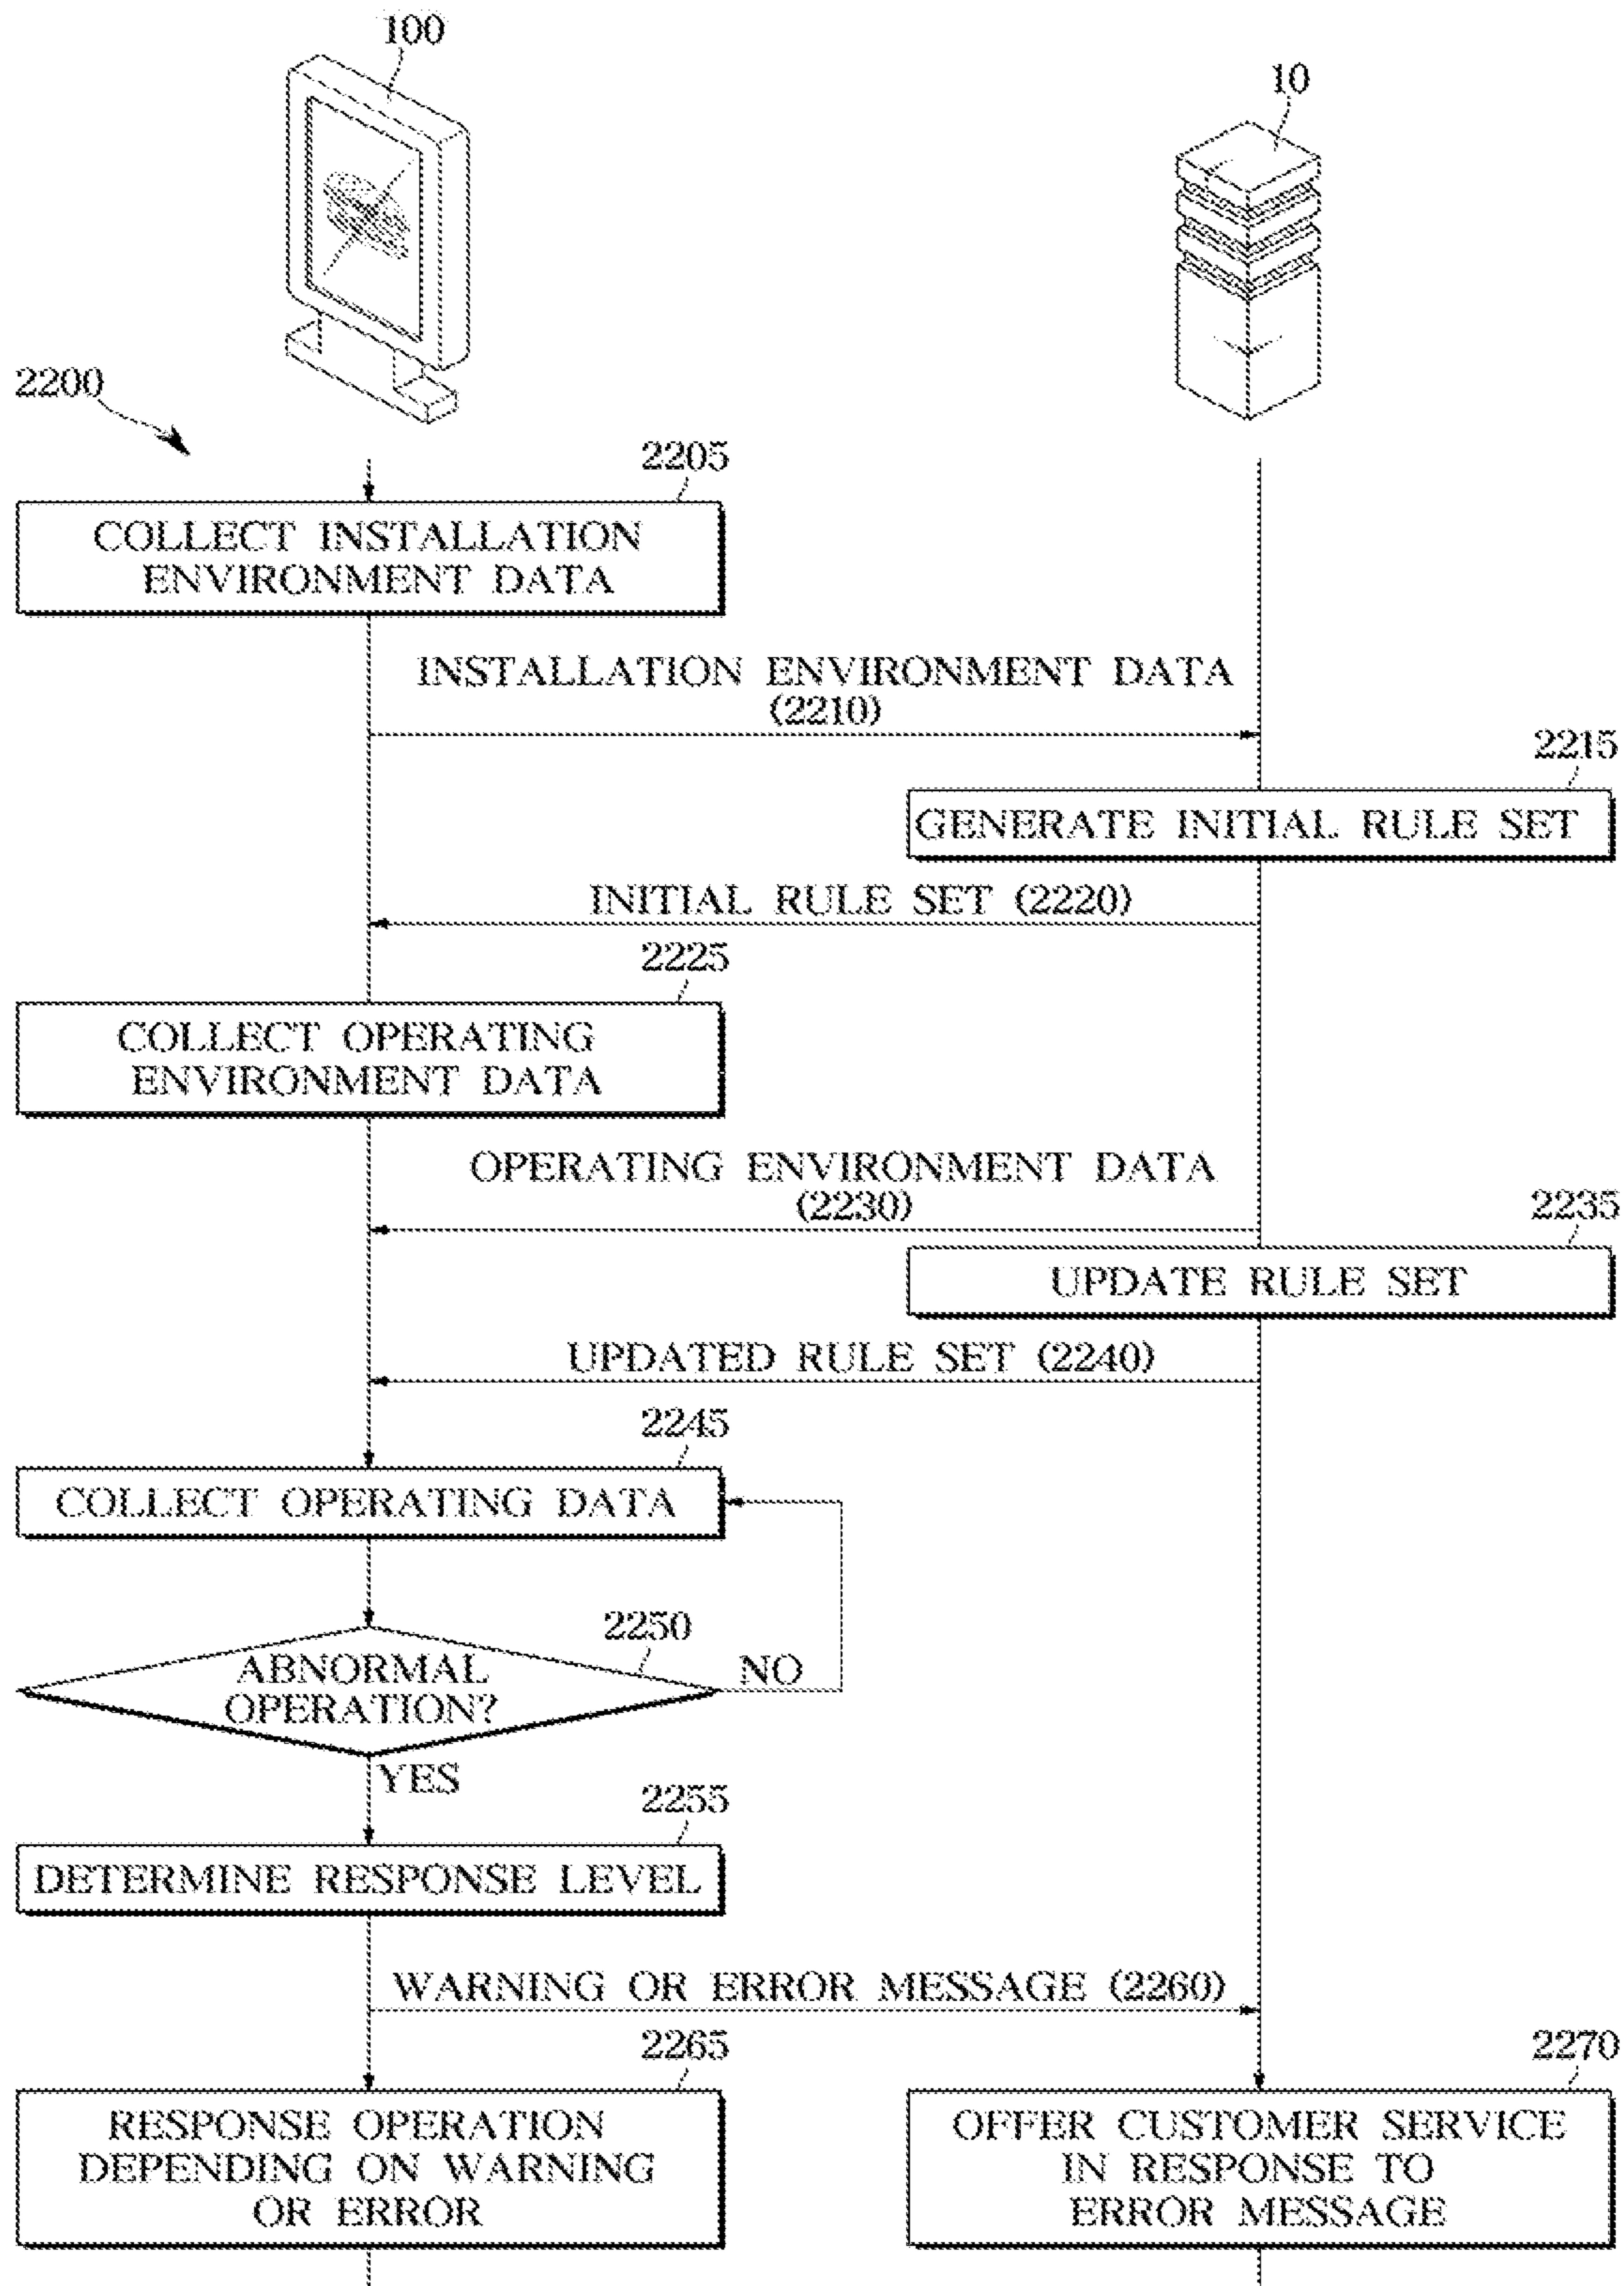 100
10
2200
2205
COLLECT INSTALLATION
ENVIRONMENT DATA
INSTALLATION ENVIRONMENT DATA
(2210)
2215
GENERATE INITIAL RULE SET
INITIAL RULE SET (2220)
2225
COLLECT OPERATING
ENVIRONMENT DATA
OPERATING ENVIRONMENT DATA
(2230)
2235
UPDATE RULE SET
UPDATED RULE SET (2240)
2245
COLLECT OPERATING DATA
2250
ABNORMAL
OPERATION?
NO
YES
2255
DETERMINE RESPONSE LEVEL
WARNING OR ERROR MESSAGE (2260)
2265
RESPONSE OPERATION
DEPENDING ON WARNING
OR ERROR
2270
OFFER CUSTOMER SERVICE
IN RESPONSE TO
ERROR MESSAGE